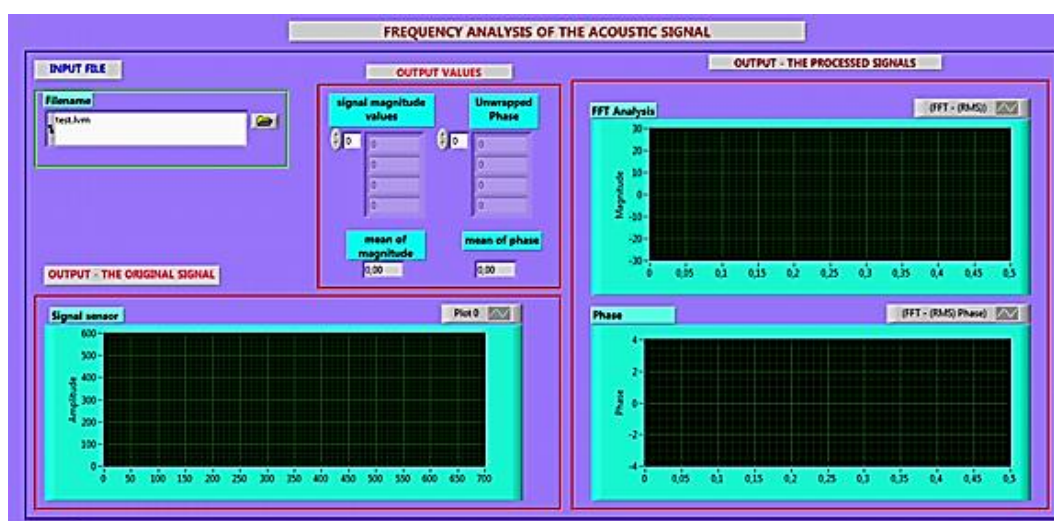 FREQUENCY ANALYSIS OF THE ACOUSTIC SIGNAL
INPUT FILE
Filename
test.lvm
OUTPUT VALUES
signal magnitude
values
Unwrapped
Phase
0
0
0
0
0
0
0
0
0
0
mean of
magnitude
mean of phase
0,00
0,00
OUTPUT - THE ORIGINAL SIGNAL
Signal sensor
Plot 0
Amplitude
600
500
400
300
200
100
0
0 50 100 150 200 250 300 350 400 450 500 550 600 650 700
OUTPUT - THE PROCESSED SIGNALS
FFT Analysis
(FFT - (RMS))
Magnitude
30
20
10
0
-10
-20
-30
0 0,05 0,1 0,15 0,2 0,25 0,3 0,35 0,4 0,45 0,5
Phase
(FFT - (RMS) Phase)
Phase
4
2
0
-2
-4
0 0,05 0,1 0,15 0,2 0,25 0,3 0,35 0,4 0,45 0,5